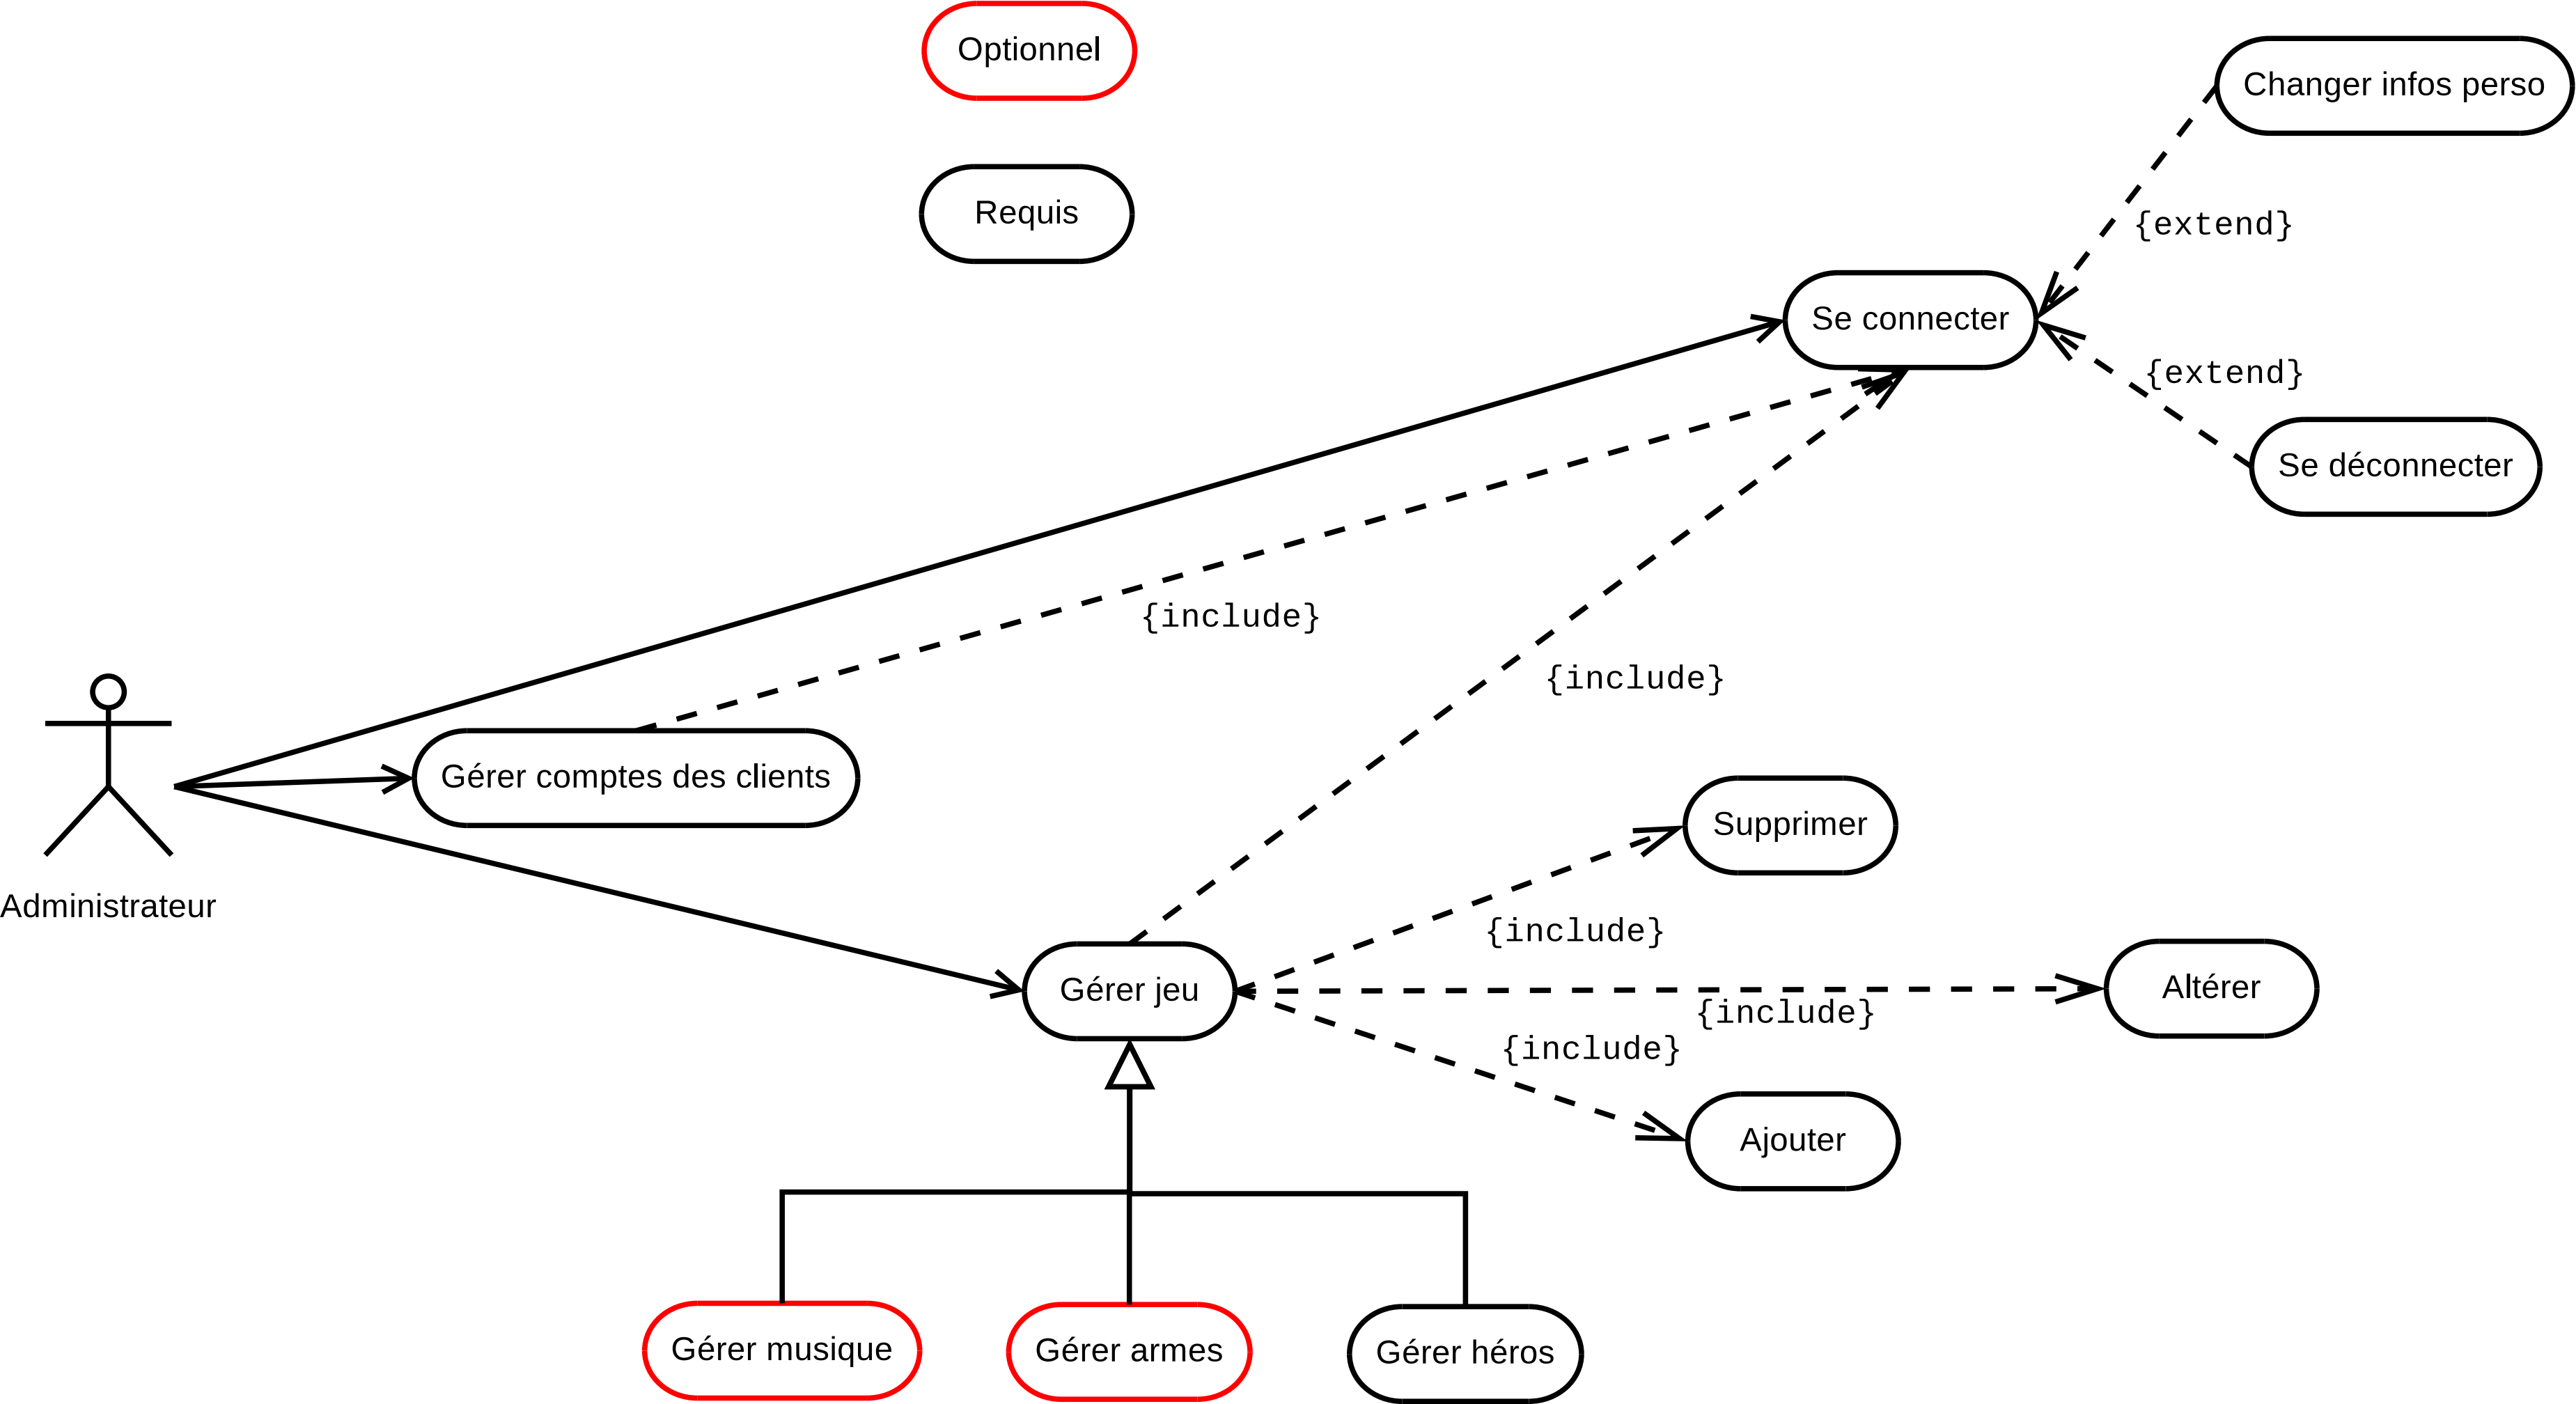 Optionnel
Changer infos perso
Requis
{extend}
Se connecter
{extend}
Se déconnecter
{include}
{include}
Gérer comptes des clients
Supprimer
Administrateur
{include}
Gérer jeu
Altérer
{include}
{include}
Ajouter
Gérer musique
Gérer armes
Gérer héros